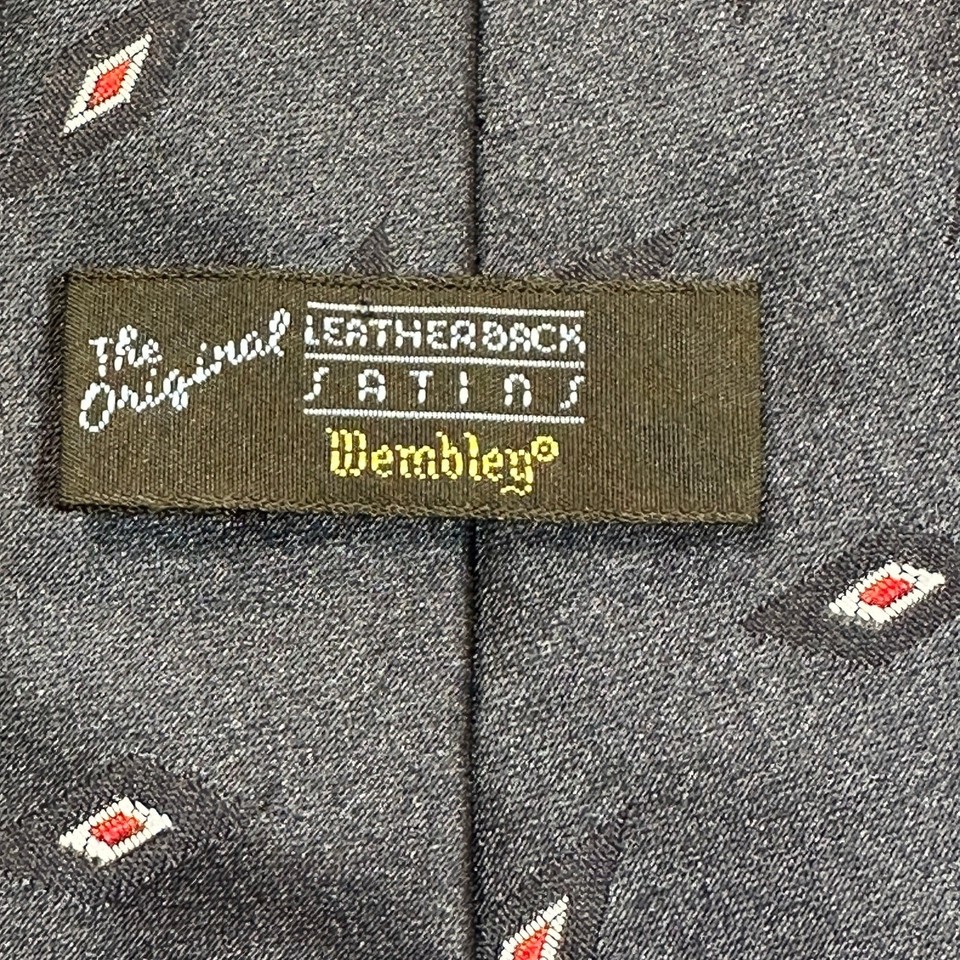 The Original
LEATHERBACK
SATINS
Wembley®